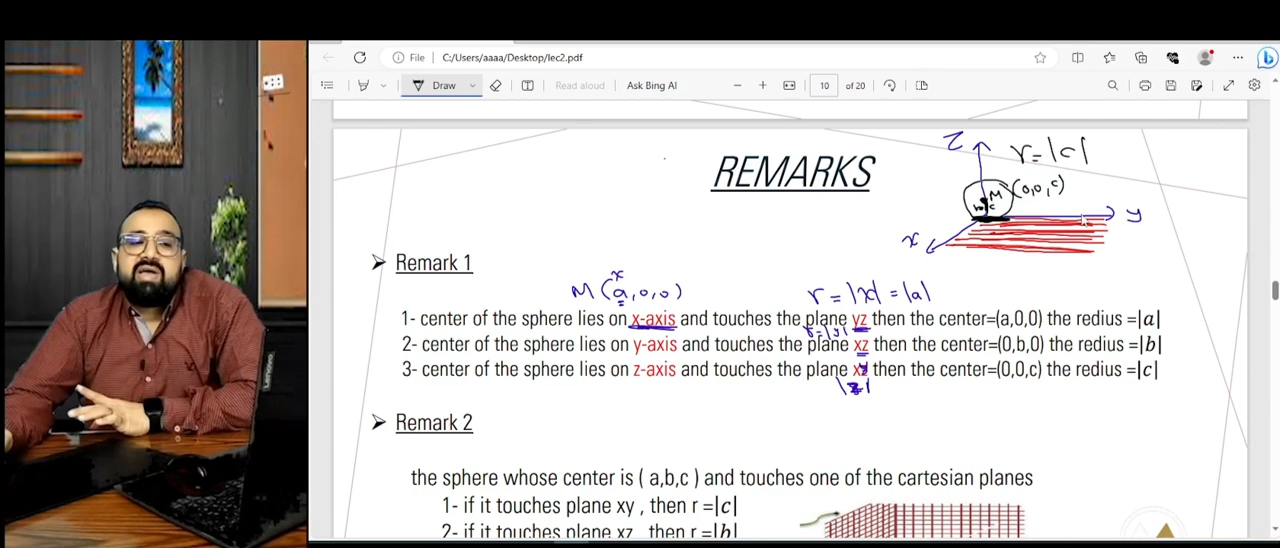 File C:/Users/aaaa/Desktop/lec2.pdf
Draw Read aloud Ask Bing AI 10 of 20
REMARKS
z r=|c|
M (0,0,c)
y
x
Remark 1
x
M (a,0,0) r=|x|=|a|
1- center of the sphere lies on x-axis and touches the plane yz then the center=(a,0,0) the redius =|a|
r=|y|
2- center of the sphere lies on y-axis and touches the plane xz then the center=(0,b,0) the redius =|b|
3- center of the sphere lies on z-axis and touches the plane xy then the center=(0,0,c) the redius =|c|
|z|
Remark 2
the sphere whose center is ( a,b,c ) and touches one of the cartesian planes
1- if it touches plane xy , then r =|c|
2- if it touches plane xz then r =|b|
Lenovo